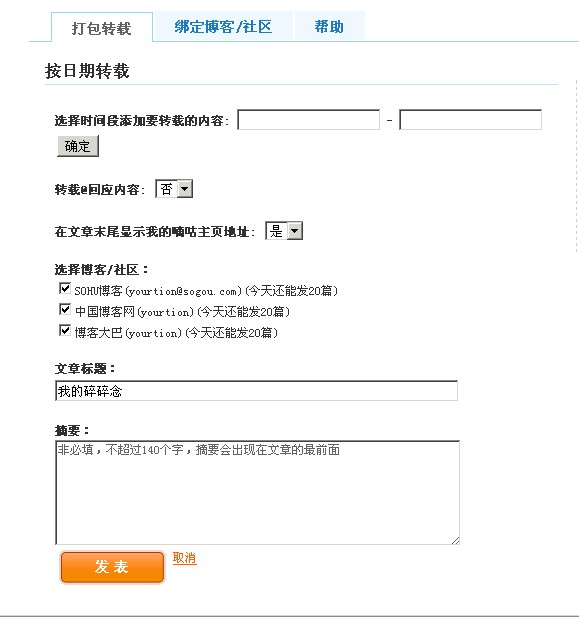 打包转载 绑定博客/社区 帮助
按日期转载
选择时间段添加要转载的内容: -
确定
转载@回应内容: 否
在文章末尾显示我的嘀咕主页地址: 是
选择博客/社区：
SOHU博客(yourtion@sogou.com)(今天还能发20篇)
中国博客网(yourtion)(今天还能发20篇)
博客大巴(yourtion)(今天还能发20篇)
文章标题：
我的碎碎念
摘要：
非必填，不超过140个字，摘要会出现在文章的最前面
发表 取消